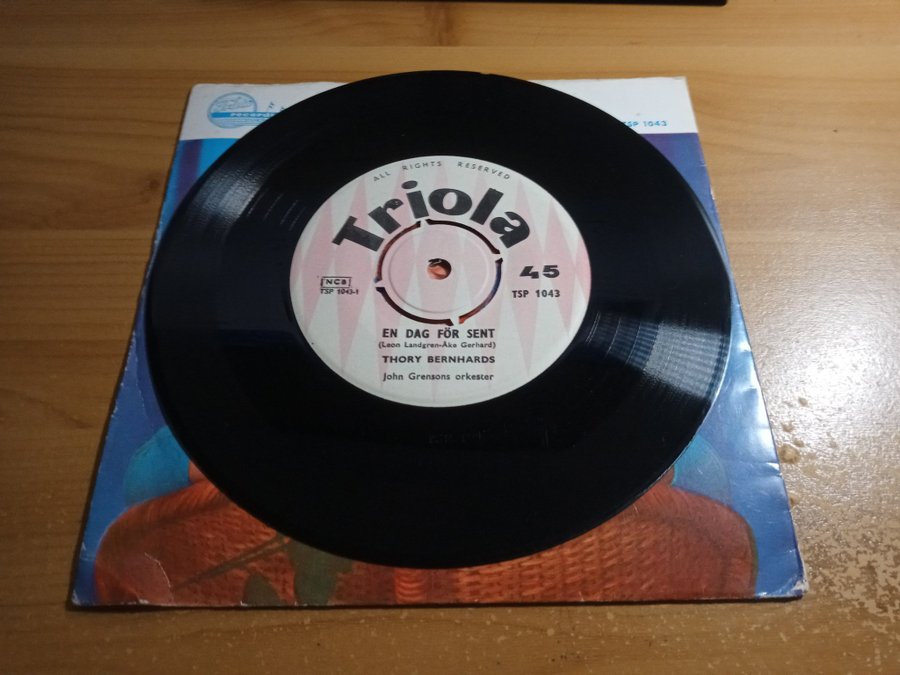 records
TSP 1043
ALL RIGHTS RESERVED
Triola
NCB
45
TSP 1043-1
TSP 1043
EN DAG FÖR SENT
(Leon Landgren-Åke Gerhard)
THORY BERNHARDS
John Grensons orkester